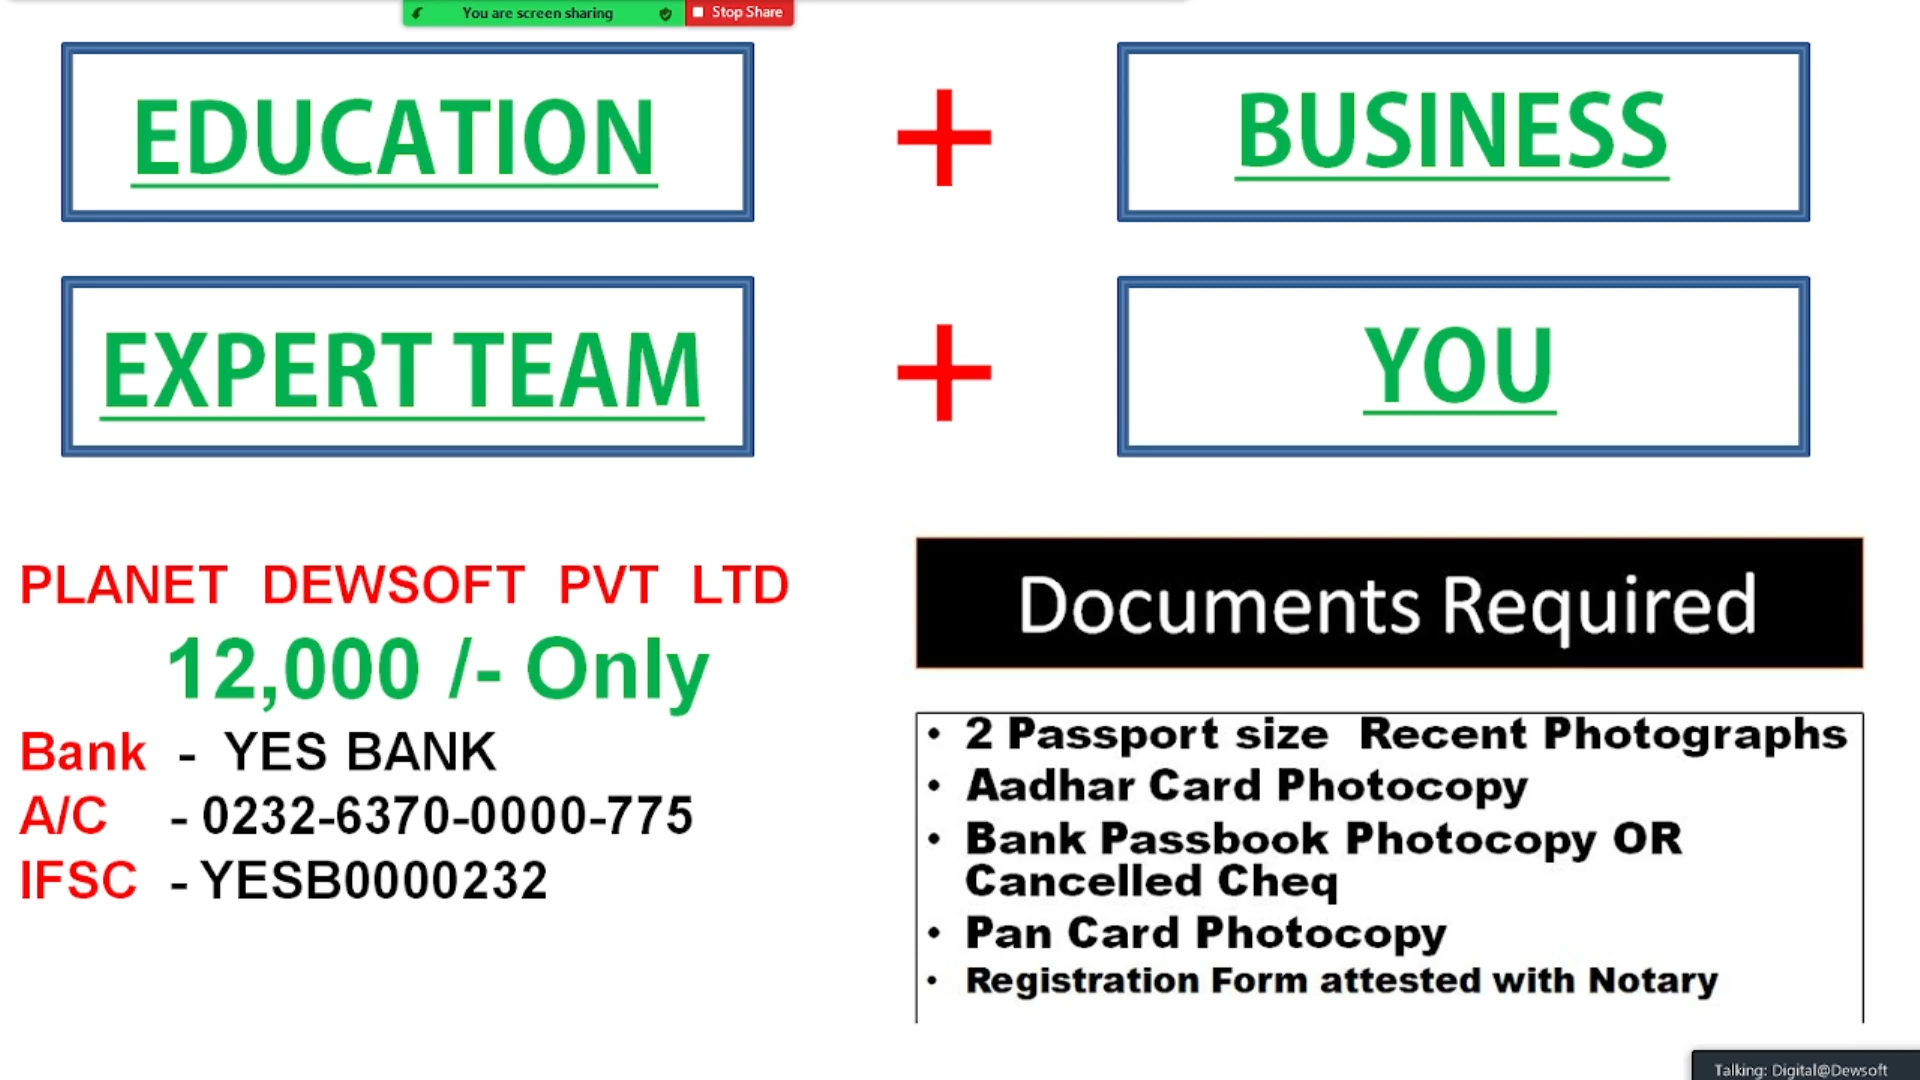 You are screen sharing
Stop Share
EDUCATION + BUSINESS
EXPERT TEAM + YOU
PLANET DEWSOFT PVT LTD
12,000 /- Only
Bank - YES BANK
A/C - 0232-6370-0000-775
IFSC - YESB0000232
Documents Required
• 2 Passport size Recent Photographs
• Aadhar Card Photocopy
• Bank Passbook Photocopy OR
Cancelled Cheq
• Pan Card Photocopy
• Registration Form attested with Notary
Talking: Digital@Dewsoft